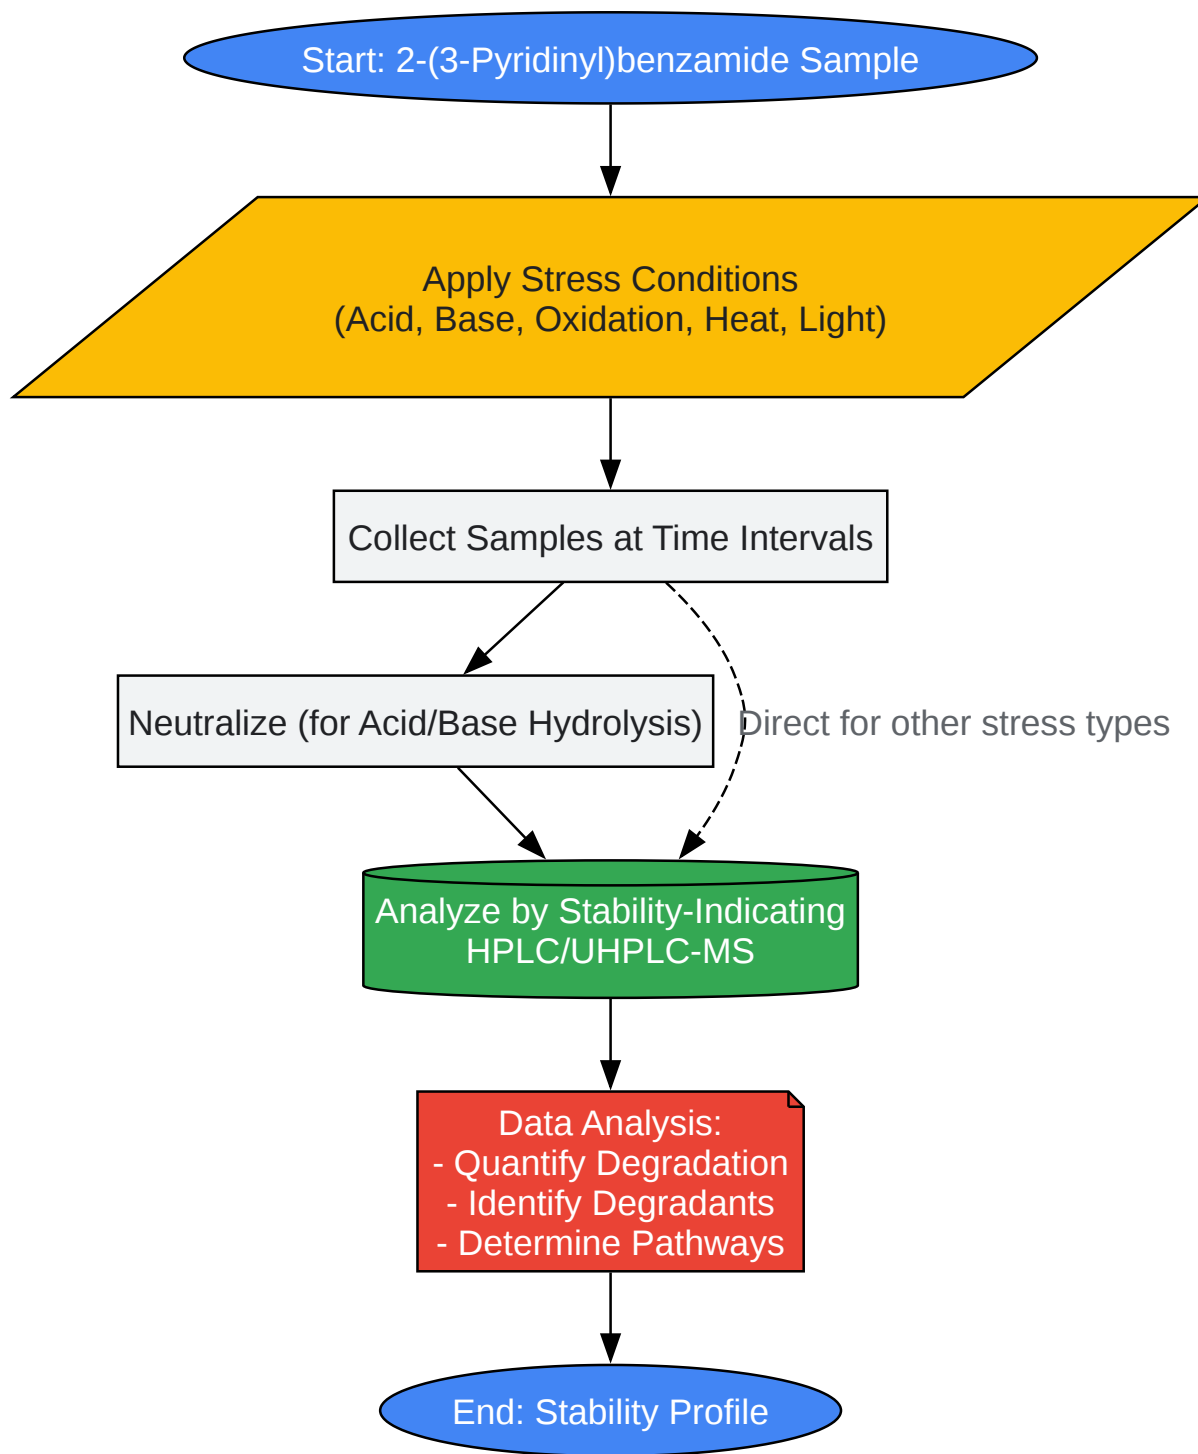 Start: 2-(3-Pyridinyl)benzamide Sample
Apply Stress Conditions
(Acid, Base, Oxidation, Heat, Light)
Collect Samples at Time Intervals
Neutralize (for Acid/Base Hydrolysis)
Direct for other stress types
Analyze by Stability-Indicating
HPLC/UHPLC-MS
Data Analysis:
- Quantify Degradation
- Identify Degradants
- Determine Pathways
End: Stability Profile